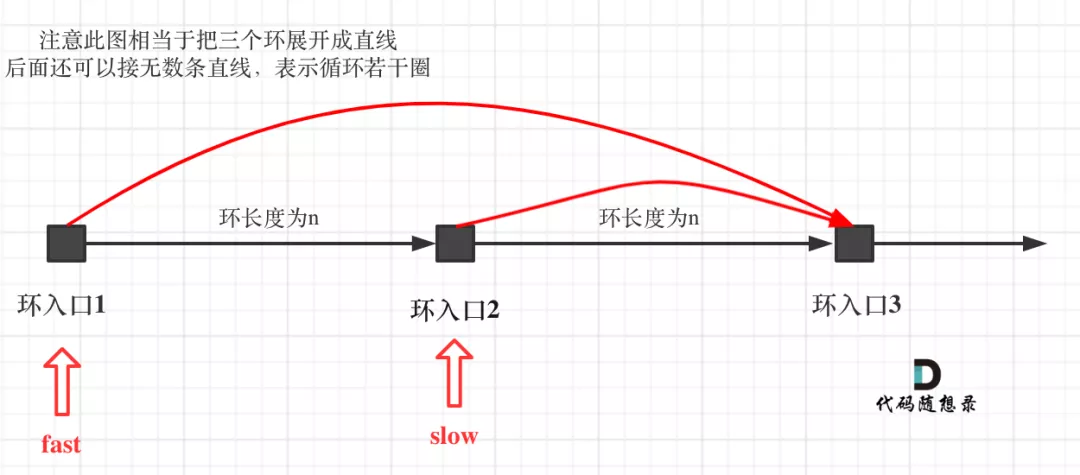 注意此图相当于把三个环展开成直线
后面还可以接无数条直线，表示循环若干圈
环长度为n
环长度为n
环入口1
环入口2
环入口3
fast
slow
代码随想录